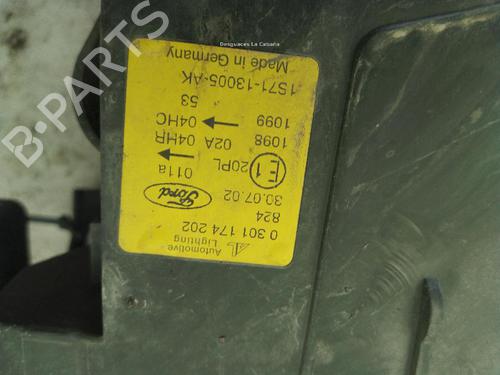 Desguaces La Cabaña
AL Automotive
Lighting
0 301 174 202
824
30.07.02
Ford
E1
20PL
011a
1098 02A 04HR
1099 04HC
53
1S71-13005-AK
Made in Germany